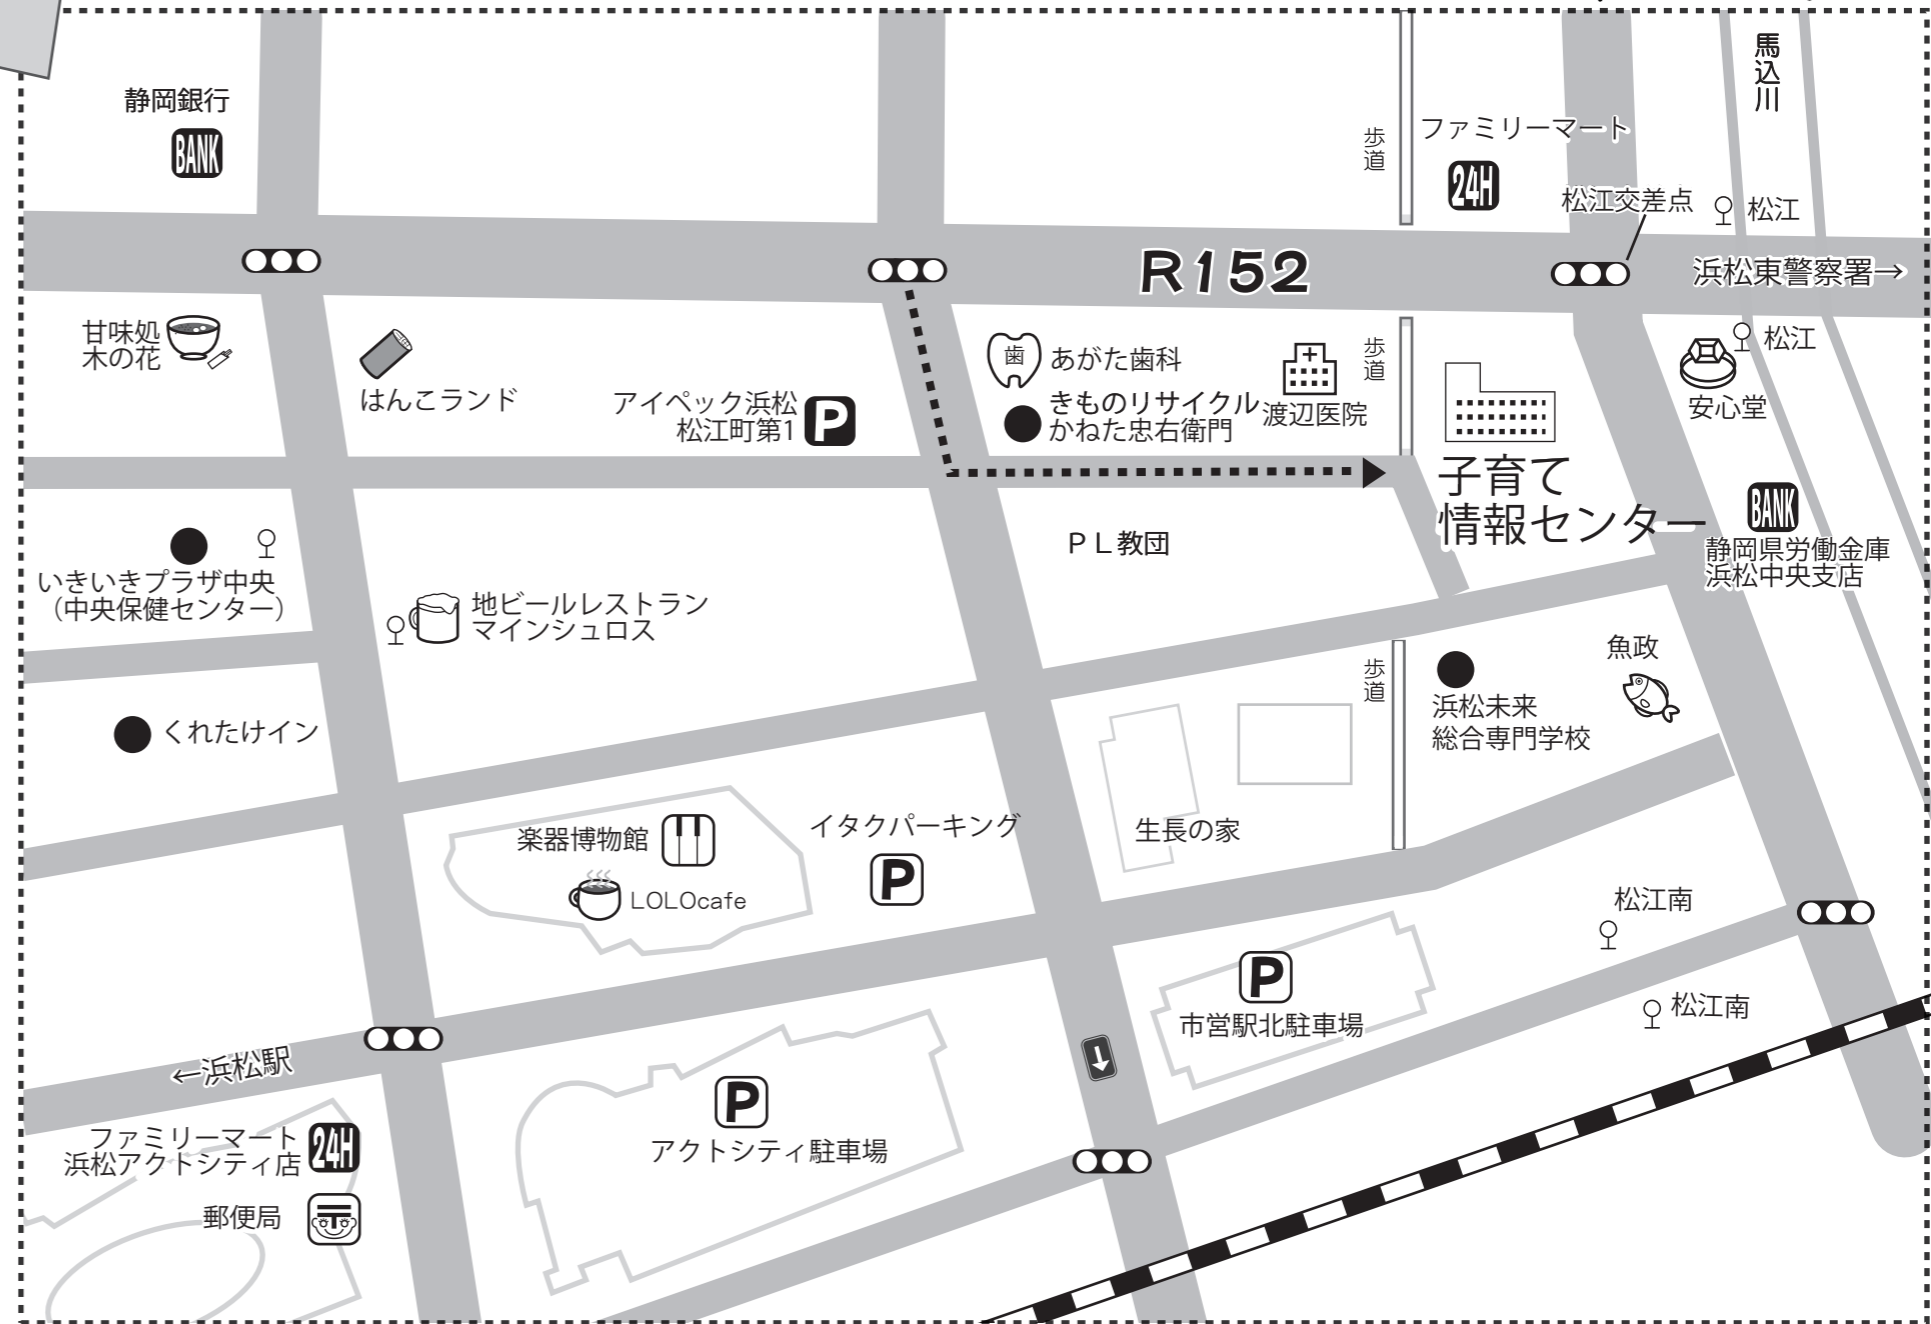 馬込川
静岡銀行
BANK
歩道
ファミリーマート
24H
松江交差点
松江
R152
浜松東警察署→
甘味処
木の花
はんこランド
アイペック浜松
松江町第1
P
歯
あがた歯科
きものリサイクル
かねた忠右衛門
渡辺医院
歩道
松江
安心堂
子育て
情報センター
BANK
静岡県労働金庫
浜松中央支店
いきいきプラザ中央
(中央保健センター)
地ビールレストラン
マインシュロス
PL教団
くれたけイン
歩道
浜松未来
総合専門学校
魚政
楽器博物館
LOLOcafe
イタクパーキング
P
生長の家
松江南
松江南
P
市営駅北駐車場
←浜松駅
ファミリーマート
浜松アクトシティ店
24H
郵便局
P
アクトシティ駐車場